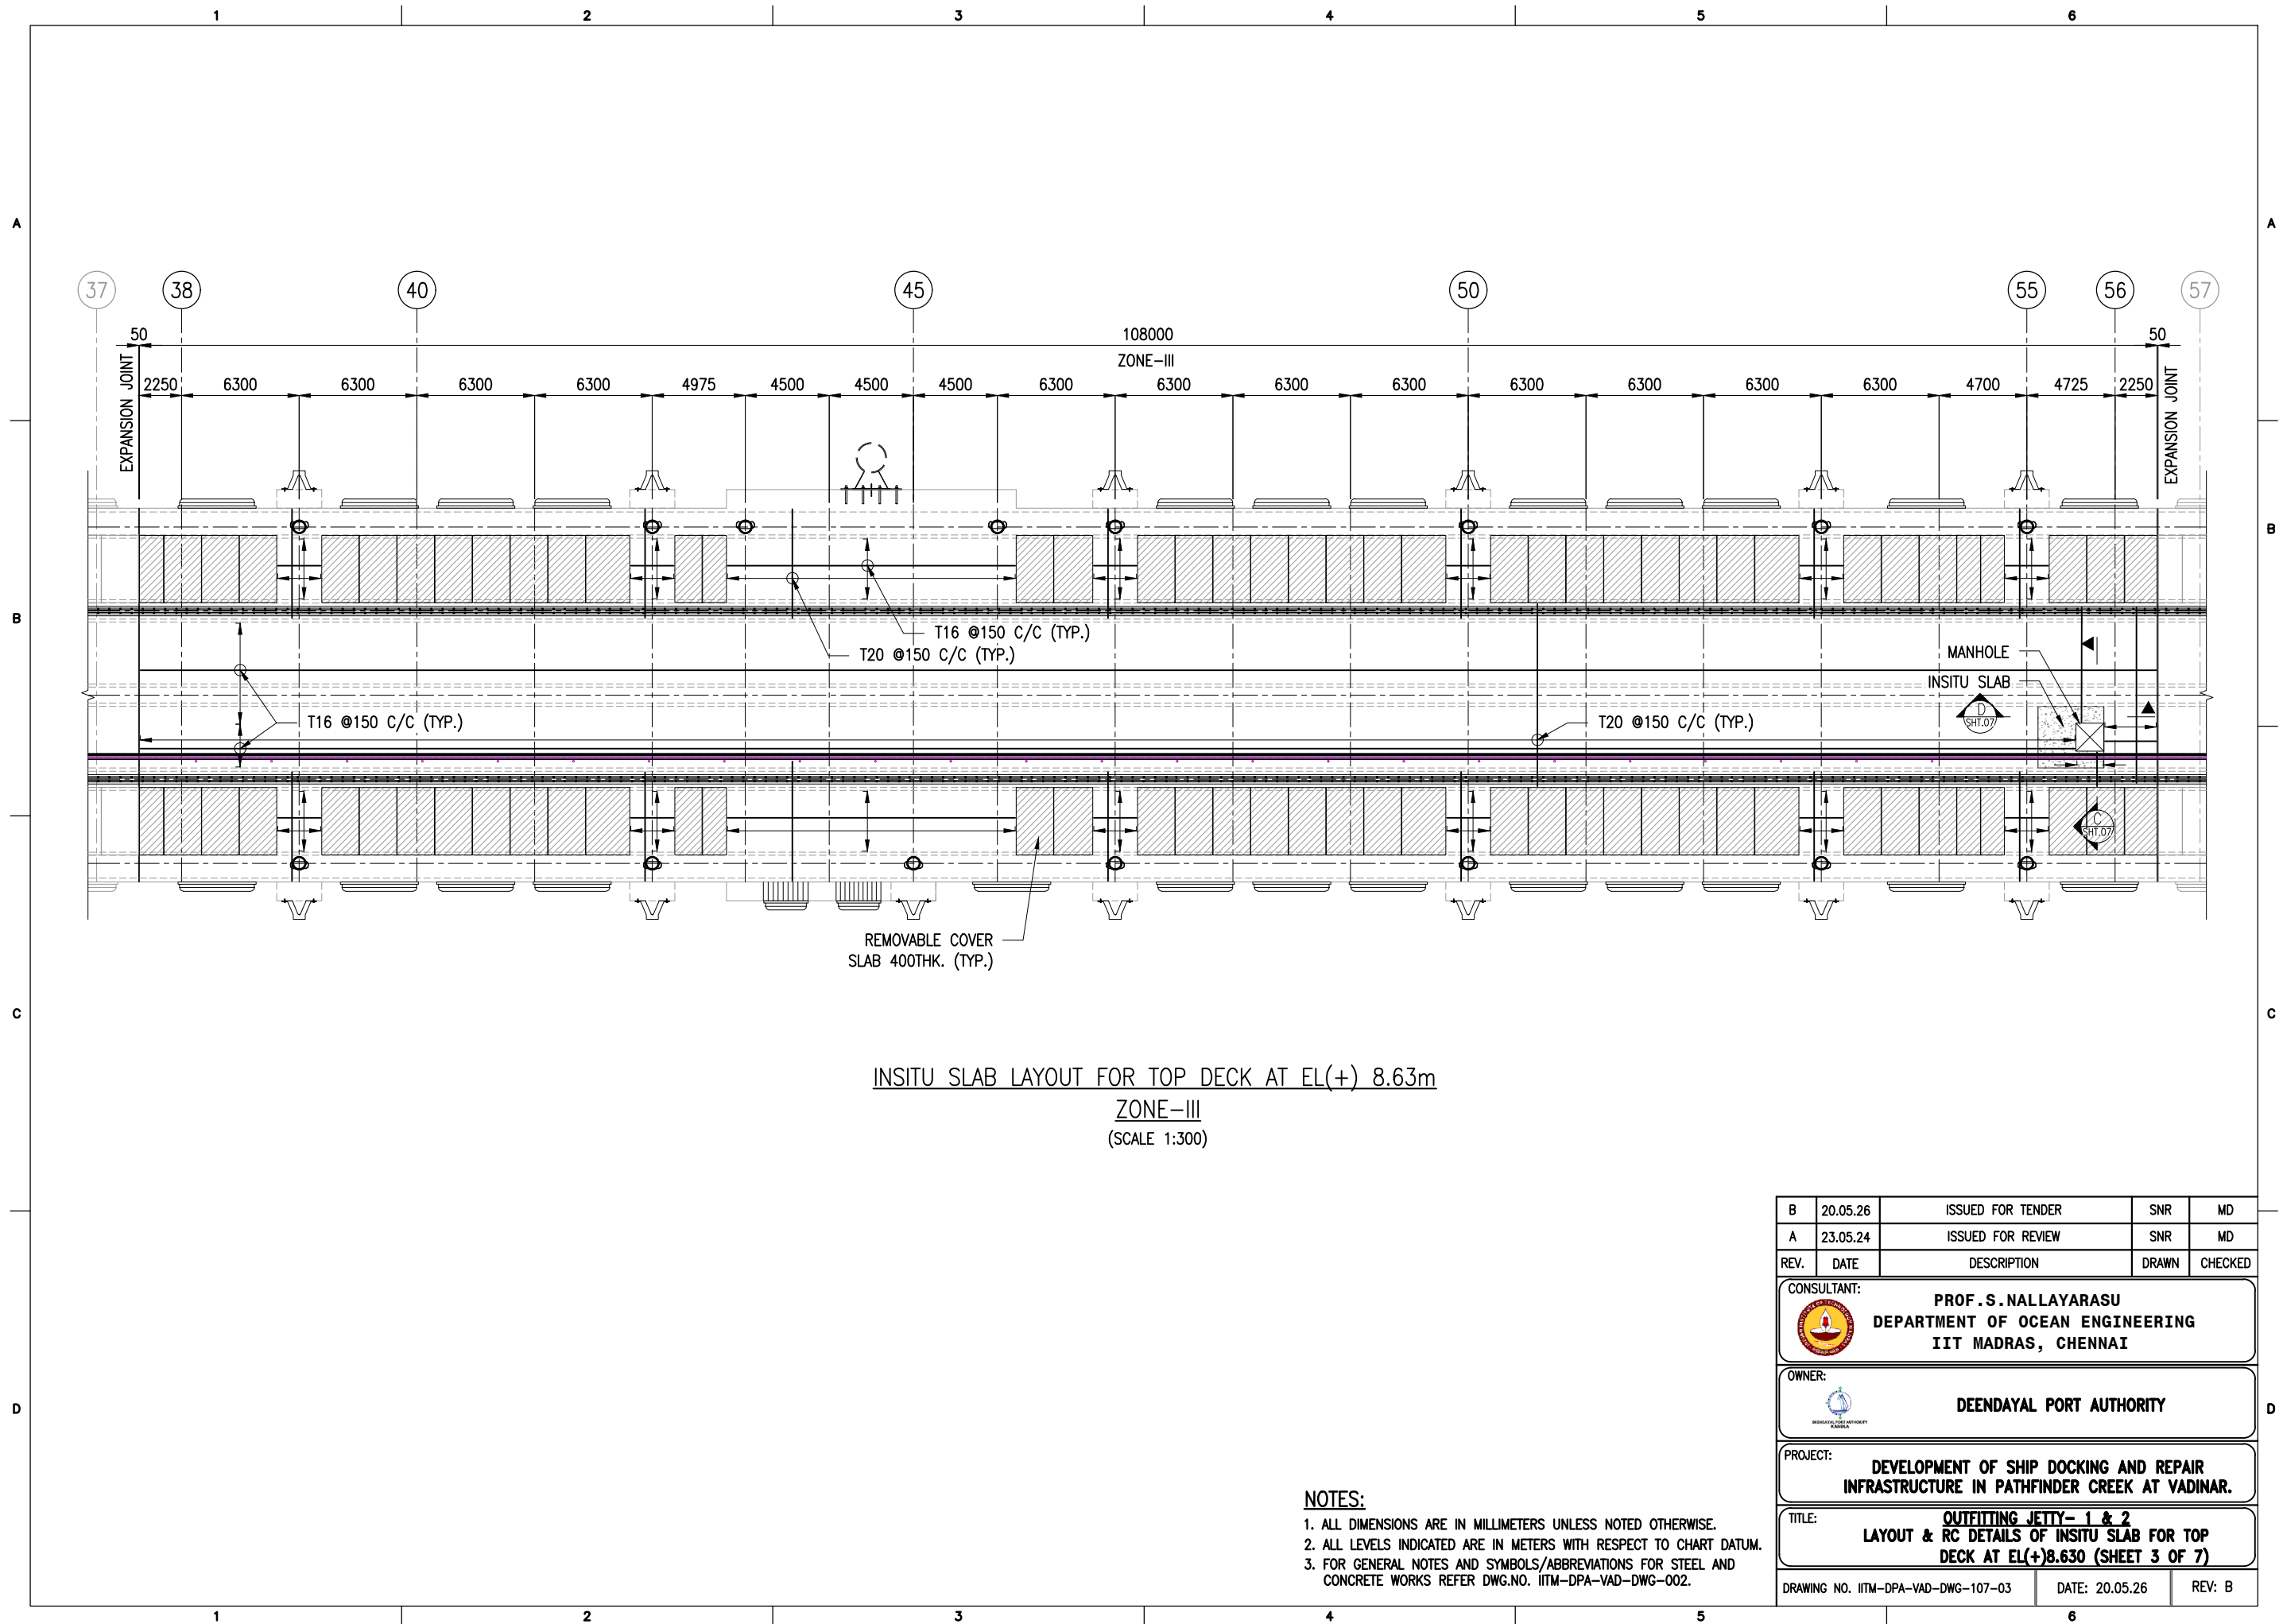 1 2 3 4 5 6
A A
37 38 40 45 50 55 56 57
50 108000 50
ZONE-III
EXPANSION JOINT
2250 6300 6300 6300 6300 4975 4500 4500 4500 6300 6300 6300 6300 6300 6300 6300 6300 4700 4725 2250
EXPANSION JOINT
B
B
T16 @150 C/C (TYP.)
T20 @150 C/C (TYP.)
MANHOLE
INSITU SLAB
D
SHT.07
T16 @150 C/C (TYP.)
T20 @150 C/C (TYP.)
C
SHT.07
REMOVABLE COVER
SLAB 400THK. (TYP.)
C C
INSITU SLAB LAYOUT FOR TOP DECK AT EL(+) 8.63m
ZONE-III
(SCALE 1:300)
B 20.05.26 ISSUED FOR TENDER SNR MD
A 23.05.24 ISSUED FOR REVIEW SNR MD
REV. DATE DESCRIPTION DRAWN CHECKED
CONSULTANT:
PROF.S.NALLAYARASU
DEPARTMENT OF OCEAN ENGINEERING
IIT MADRAS, CHENNAI
OWNER:
DEENDAYAL PORT AUTHORITY
KANDLA
DEENDAYAL PORT AUTHORITY
D D
PROJECT:
DEVELOPMENT OF SHIP DOCKING AND REPAIR
INFRASTRUCTURE IN PATHFINDER CREEK AT VADINAR.
TITLE:
OUTFITTING JETTY- 1 & 2
LAYOUT & RC DETAILS OF INSITU SLAB FOR TOP
DECK AT EL(+)8.630 (SHEET 3 OF 7)
DRAWING NO. IITM-DPA-VAD-DWG-107-03 DATE: 20.05.26 REV: B
NOTES:
1. ALL DIMENSIONS ARE IN MILLIMETERS UNLESS NOTED OTHERWISE.
2. ALL LEVELS INDICATED ARE IN METERS WITH RESPECT TO CHART DATUM.
3. FOR GENERAL NOTES AND SYMBOLS/ABBREVIATIONS FOR STEEL AND
CONCRETE WORKS REFER DWG.NO. IITM-DPA-VAD-DWG-002.
1 2 3 4 5 6